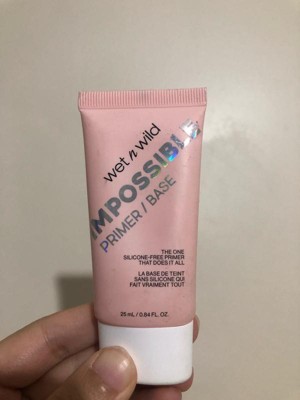 wet n wild
IMPOSSIBLE
PRIMER / BASE
THE ONE
SILICONE-FREE PRIMER
THAT DOES IT ALL
LA BASE DE TEINT
SANS SILICONE QUI
FAIT VRAIMENT TOUT
25 mL / 0.84 FL. OZ.